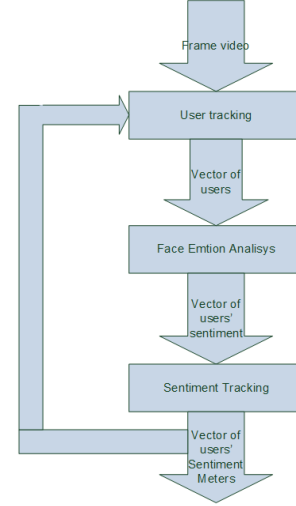 Frame video
User tracking
Vector of
users
Face Emtion Analisys
Vector of
users'
sentiment
Sentiment Tracking
Vector of
users'
Sentiment
Meters